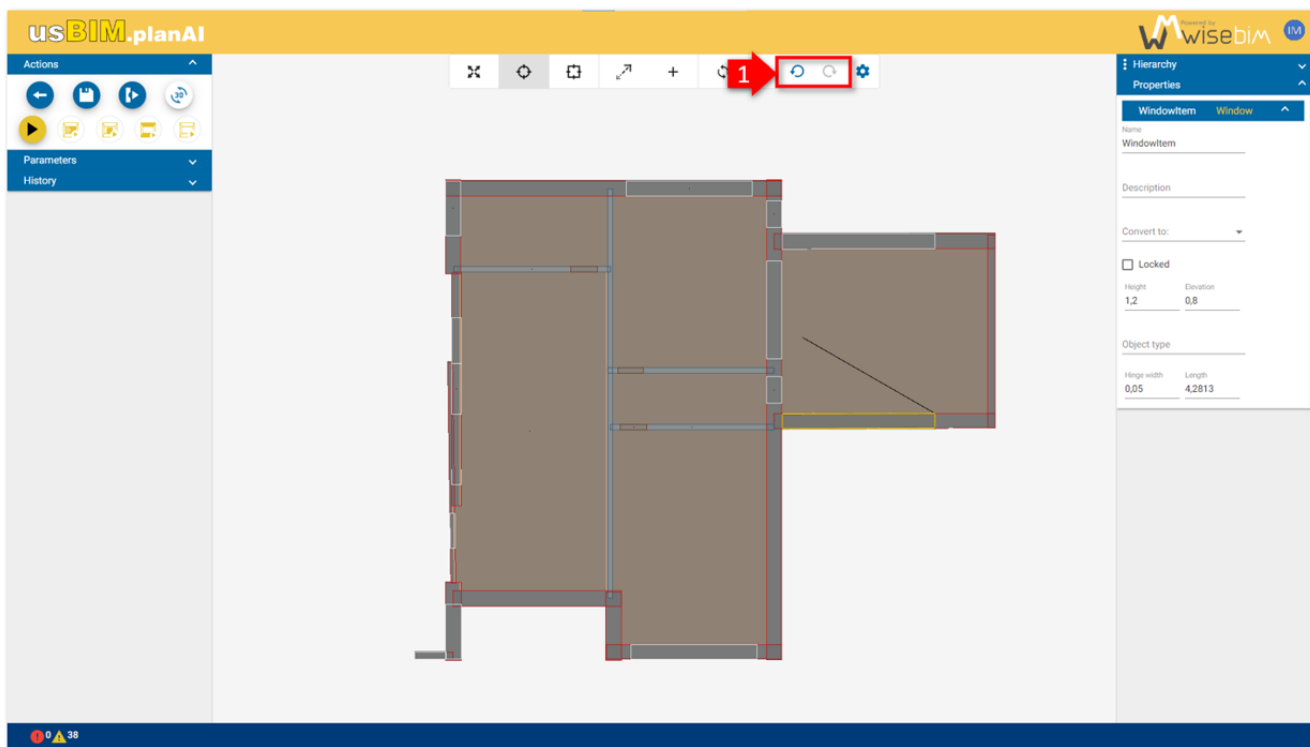 usBIM.planAI
Powered by
wisebim
IM
Actions
3D
Parameters
History
1
Hierarchy
Properties
WindowItem Window
Name
WindowItem
Description
Convert to:
Locked
Height Elevation
1,2 0,8
Object type
Hinge width Length
0,05 4,2813
0 38